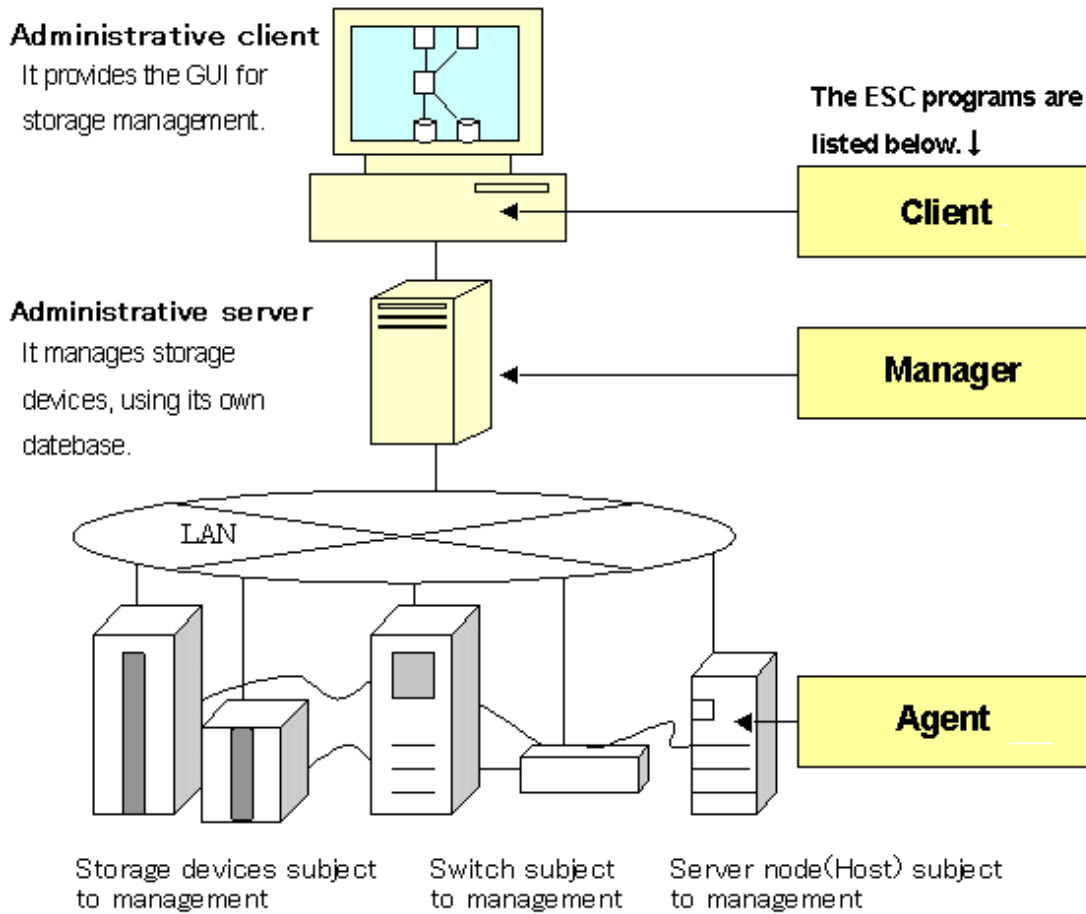 Administrative client
It provides the GUI for
storage management.
The ESC programs are
listed below.↓
Client
Administrative server
It manages storage
devices, using its own
datebase.
Manager
LAN
Agent
Storage devices subject
to management
Switch subject
to management
Server node(Host) subject
to management